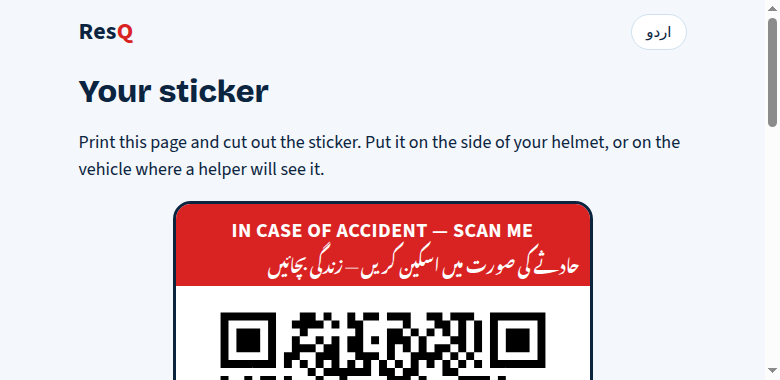 ResQ
اردو
Your sticker
Print this page and cut out the sticker. Put it on the side of your helmet, or on the
vehicle where a helper will see it.
IN CASE OF ACCIDENT — SCAN ME
حادثے کی صورت میں اسکین کریں — زندگی بچائیں